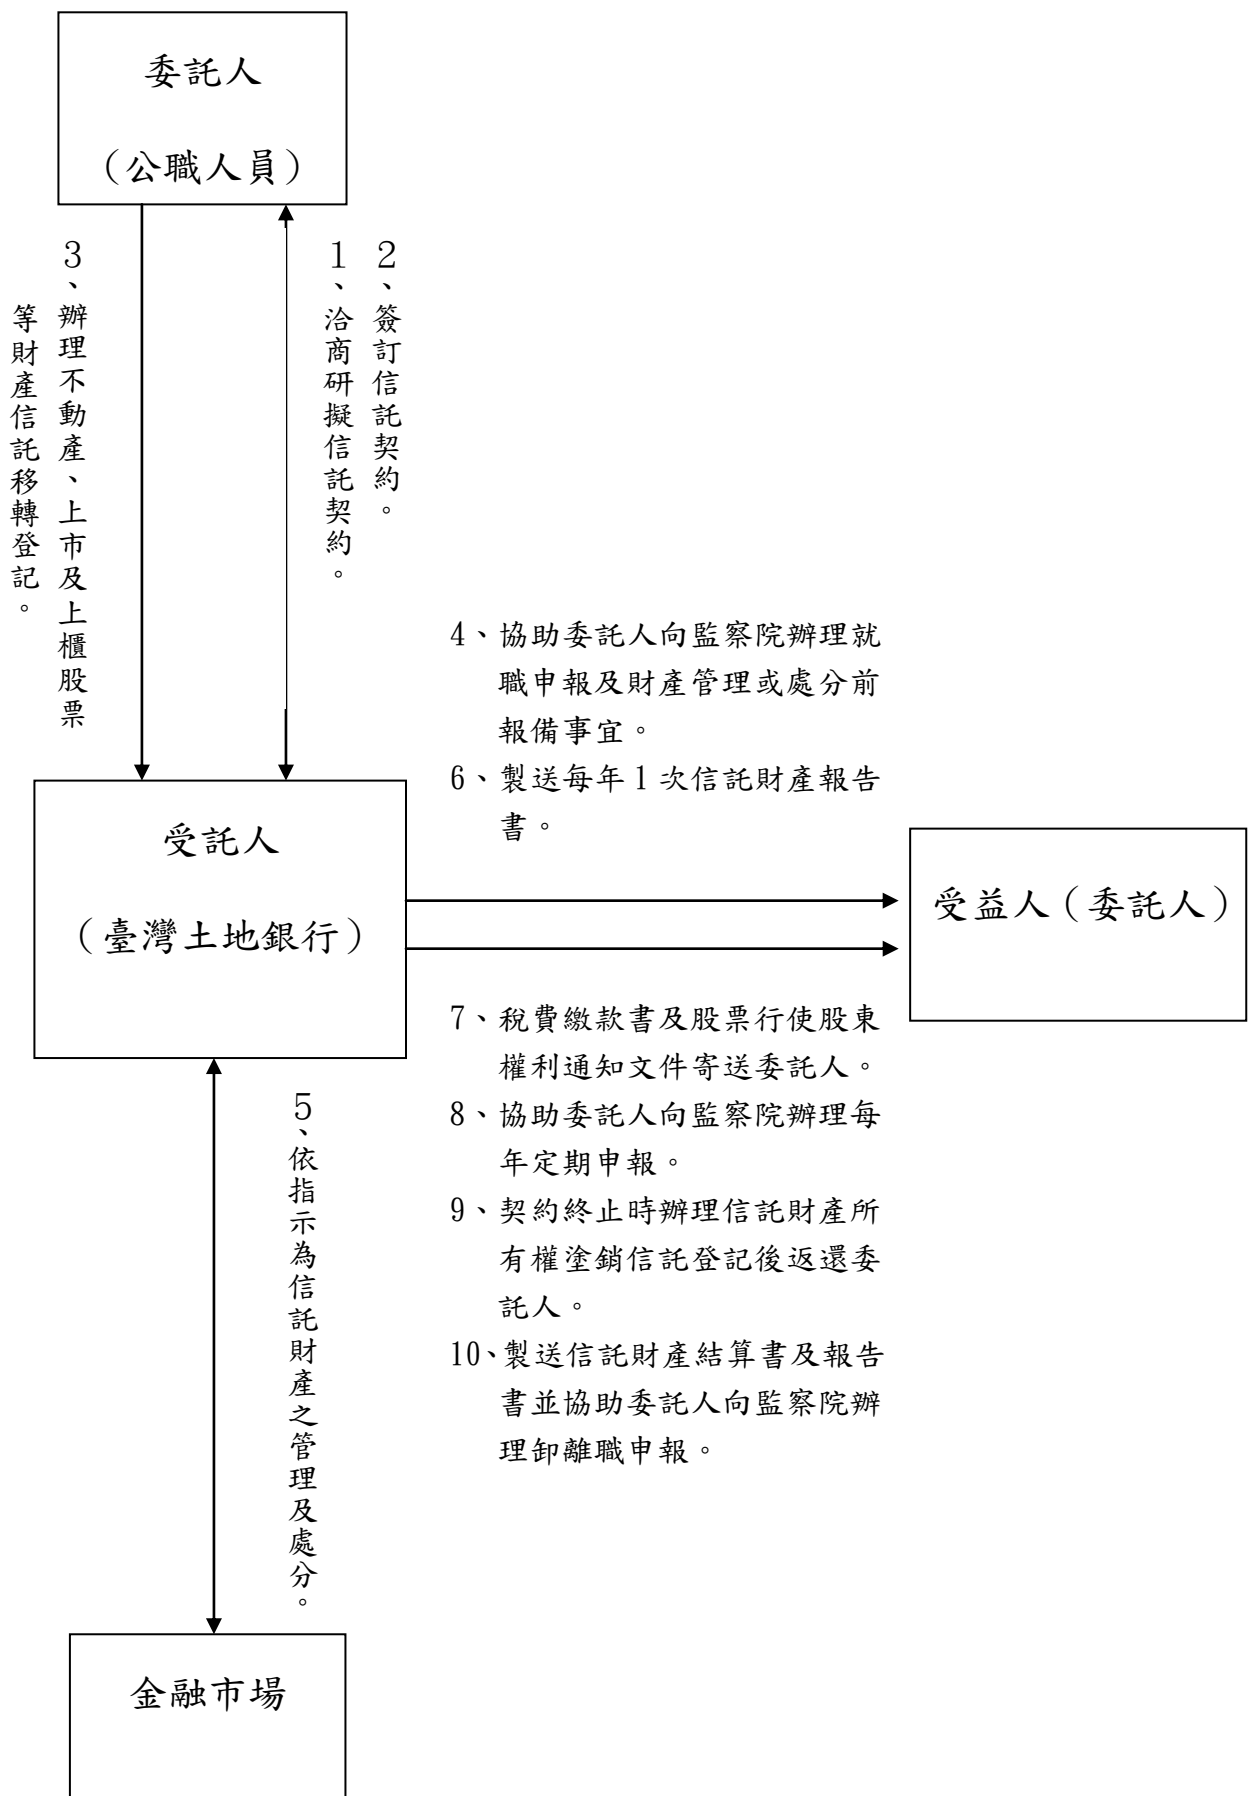 委託人
（公職人員）
1、洽商研擬信託契約。
2、簽訂信託契約。
3、辦理不動產、上市及上櫃股票
等財產信託移轉登記。
4、協助委託人向監察院辦理就
職申報及財產管理或處分前
報備事宜。
6、製送每年1次信託財產報告
書。
受託人
（臺灣土地銀行）
受益人（委託人）
7、稅費繳款書及股票行使股東
權利通知文件寄送委託人。
8、協助委託人向監察院辦理每
年定期申報。
9、契約終止時辦理信託財產所
有權塗銷信託登記後返還委
託人。
10、製送信託財產結算書及報告
書並協助委託人向監察院辦
理卸離職申報。
5、依指示為信託財產之管理及處分。
金融市場